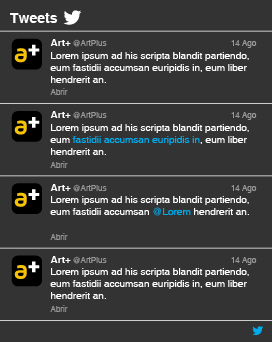 Tweets
a+ Art+ @ArtPlus 14 Ago
Lorem ipsum ad his scripta blandit partiendo,
eum fastidii accumsan euripidis in, eum liber
hendrerit an.
Abrir
a+ Art+ @ArtPlus 14 Ago
Lorem ipsum ad his scripta blandit partiendo,
eum fastidii accumsan euripidis in, eum liber
hendrerit an.
Abrir
a+ Art+ @ArtPlus 14 Ago
Lorem ipsum ad his scripta blandit partiendo,
eum fastidii accumsan @Lorem hendrerit an.
Abrir
a+ Art+ @ArtPlus 14 Ago
Lorem ipsum ad his scripta blandit partiendo,
eum fastidii accumsan euripidis in, eum liber
hendrerit an.
Abrir